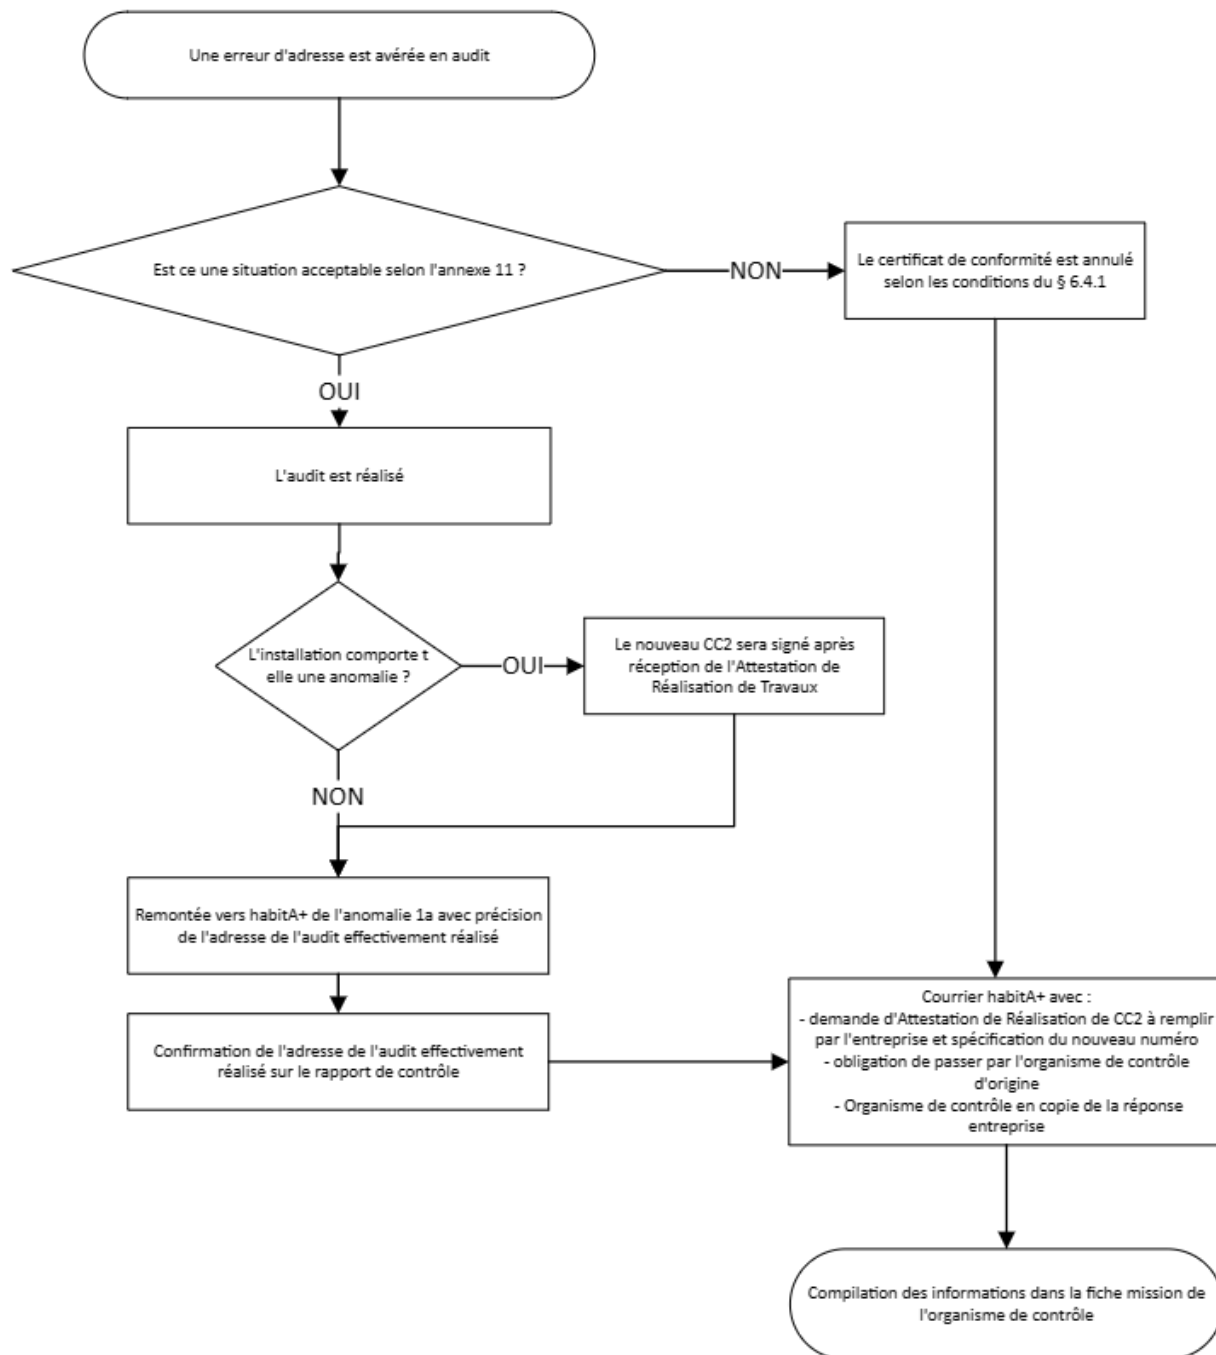 Une erreur d'adresse est avérée en audit
Est ce une situation acceptable selon l'annexe 11 ?
NON
Le certificat de conformité est annulé
selon les conditions du § 6.4.1
OUI
L'audit est réalisé
L'installation comporte t
elle une anomalie ?
OUI
Le nouveau CC2 sera signé après
réception de l'Attestation de
Réalisation de Travaux
NON
Remontée vers habitA+ de l'anomalie 1a avec précision
de l'adresse de l'audit effectivement réalisé
Confirmation de l'adresse de l'audit effectivement
réalisé sur le rapport de contrôle
Courrier habitA+ avec :
- demande d'Attestation de Réalisation de CC2 à remplir
par l'entreprise et spécification du nouveau numéro
- obligation de passer par l'organisme de contrôle
d'origine
- Organisme de contrôle en copie de la réponse
entreprise
Compilation des informations dans la fiche mission de
l'organisme de contrôle